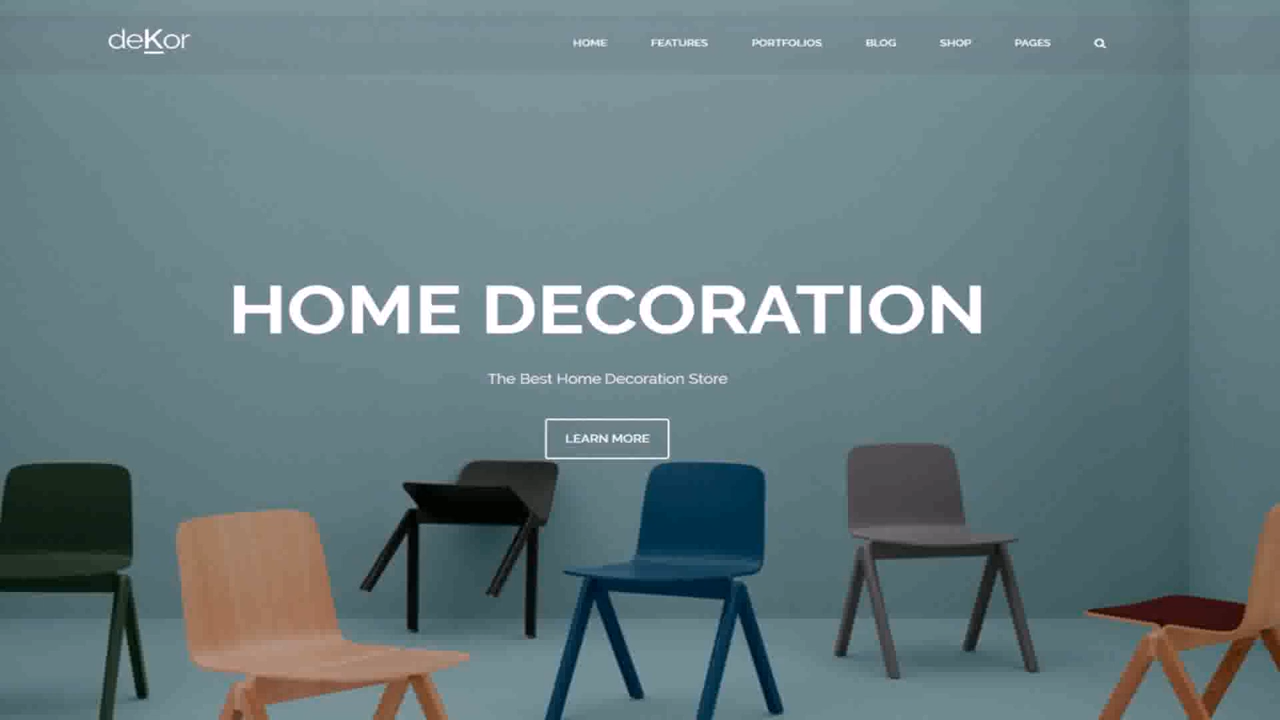 deKor
HOME FEATURES PORTFOLIOS BLOG SHOP PAGES
HOME DECORATION
The Best Home Decoration Store
LEARN MORE